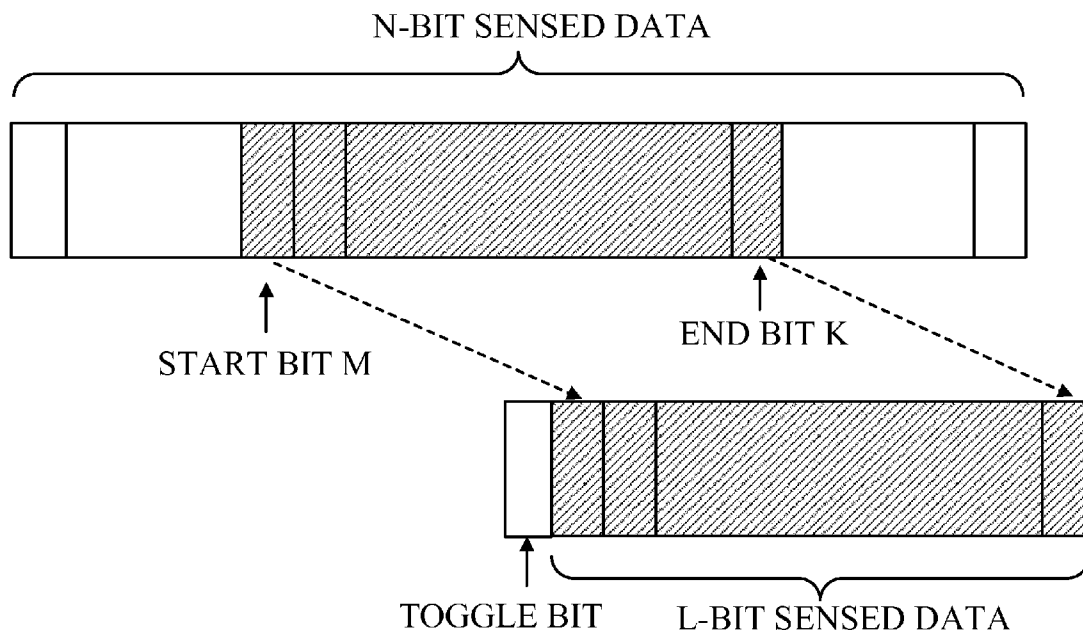 N-BIT SENSED DATA
START BIT M
END BIT K
TOGGLE BIT
L-BIT SENSED DATA